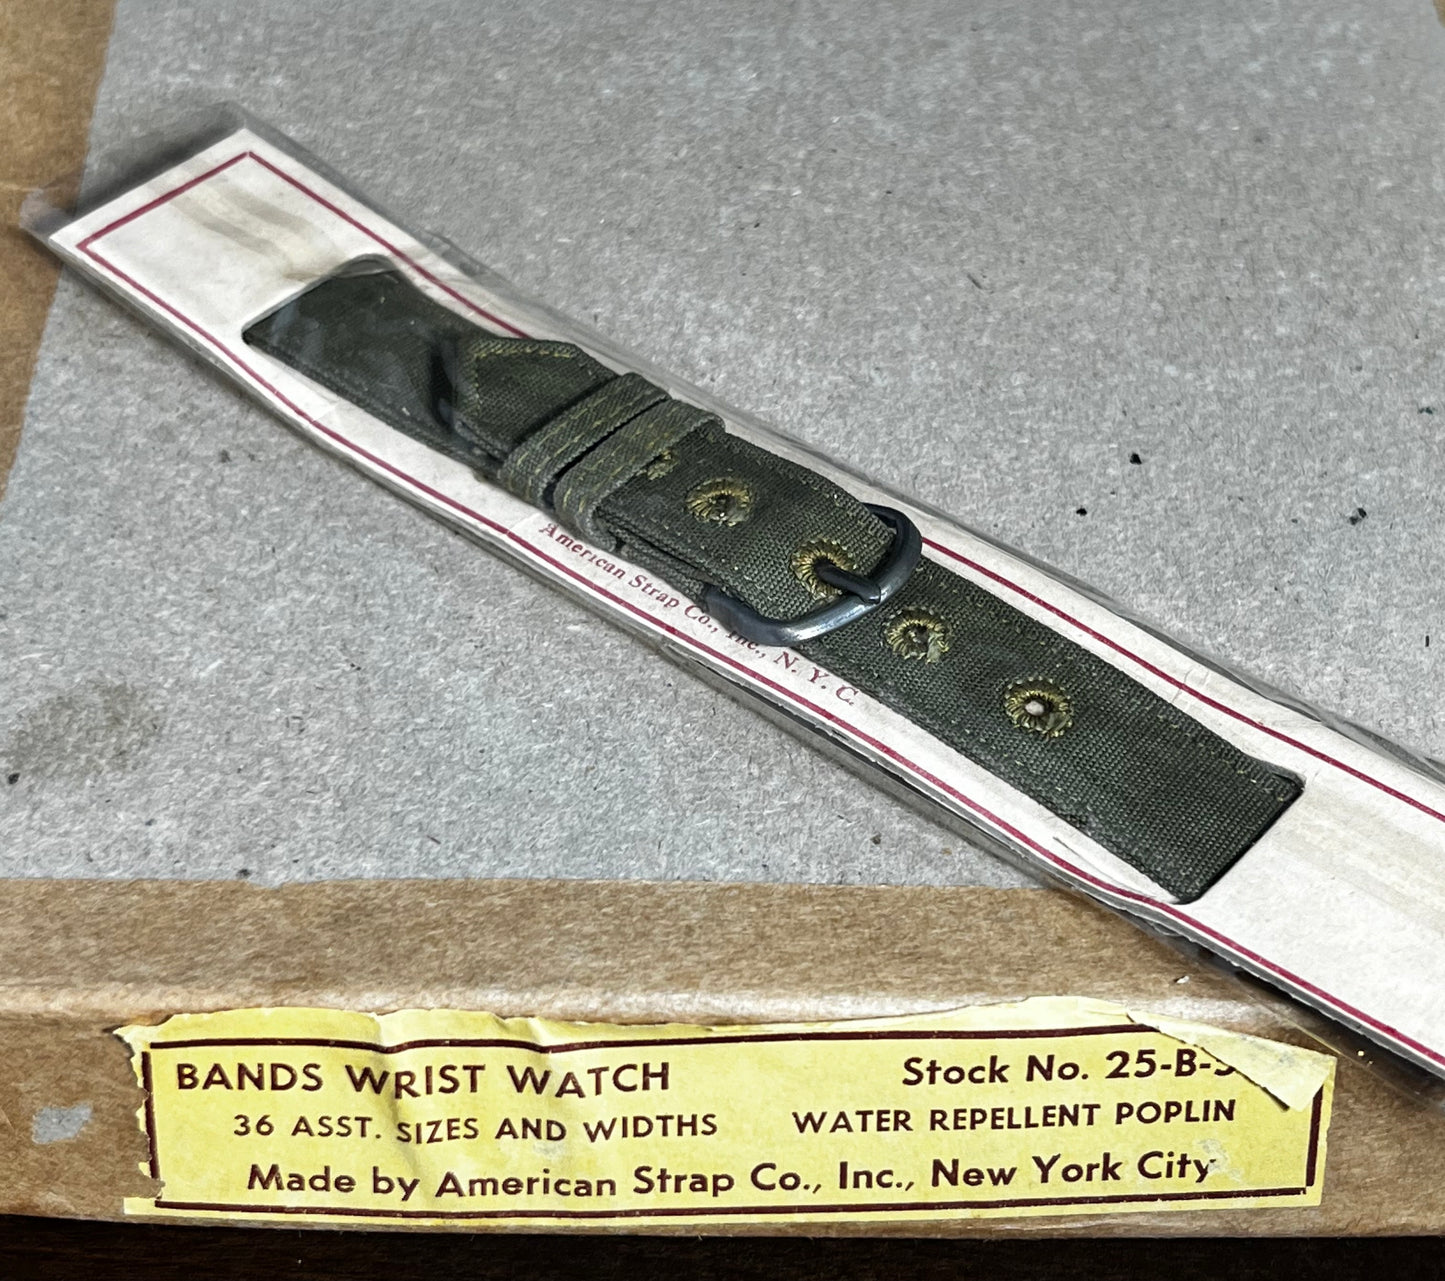 American Strap Co., Inc., N. Y. C.
BANDS WRIST WATCH
36 ASST. SIZES AND WIDTHS
Made by American Strap Co., Inc., New York City
Stock No. 25-B-
WATER REPELLENT POPLIN